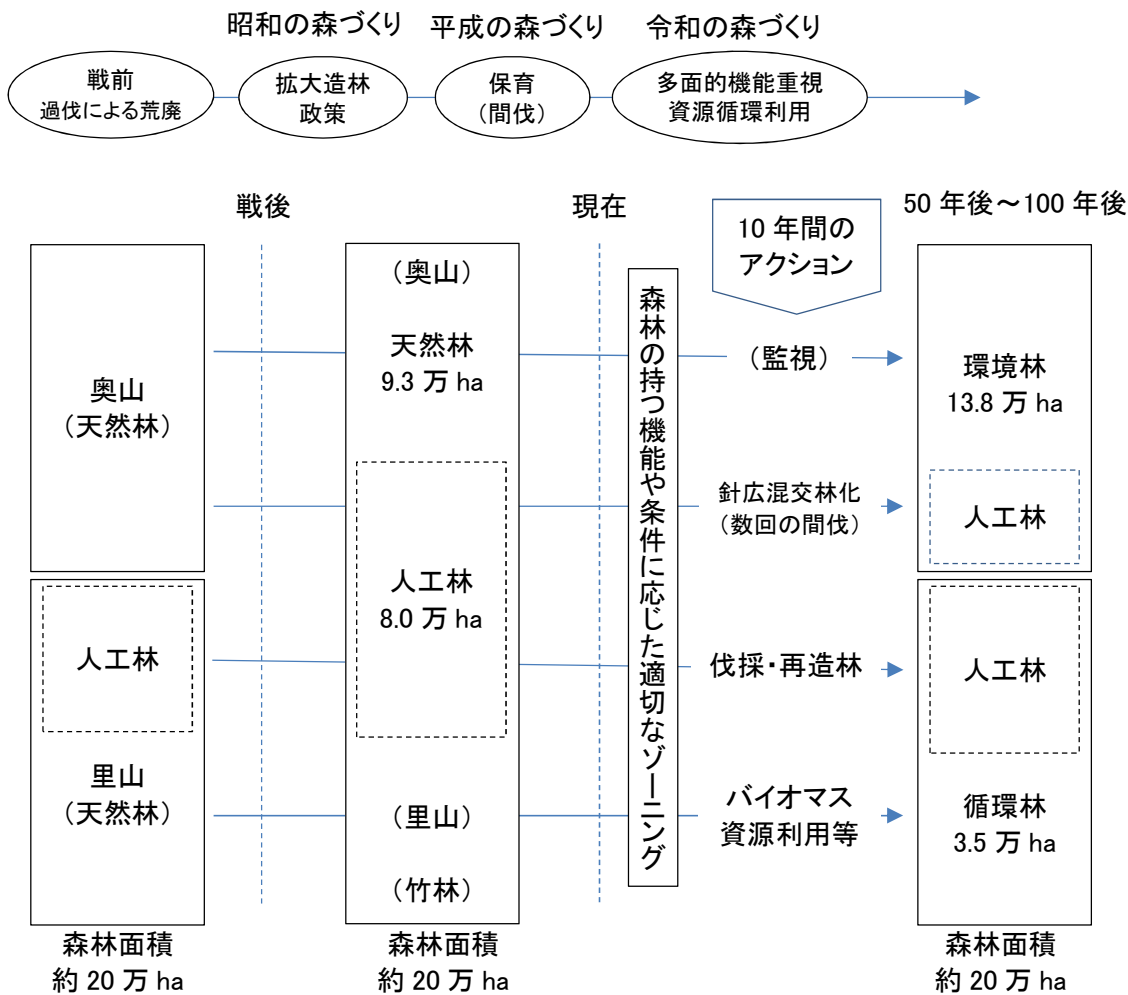 昭和の森づくり 平成の森づくり 令和の森づくり
戦前
過伐による荒廃
拡大造林
政策
保育
(間伐)
多面的機能重視
資源循環利用
戦後
現在
10 年間の
アクション
50 年後～100 年後
奥山
(天然林)
人工林
里山
(天然林)
森林面積
約 20 万 ha
(奥山)
天然林
9.3 万 ha
人工林
8.0 万 ha
(里山)
(竹林)
森林面積
約 20 万 ha
森林の持つ機能や条件に応じた適切なゾーニング
(監視)
針広混交林化
(数回の間伐)
伐採・再造林
バイオマス
資源利用等
環境林
13.8 万 ha
人工林
人工林
循環林
3.5 万 ha
森林面積
約 20 万 ha